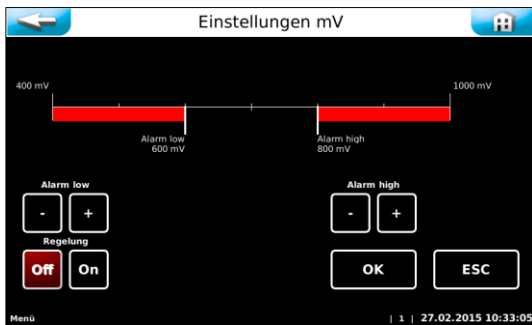 Einstellungen mV
400 mV
1000 mV
Alarm low
600 mV
Alarm high
800 mV
Alarm low
Alarm high
- +
- +
Regelung
Off On
OK
ESC
Menü
| 1 | 27.02.2015 10:33:05